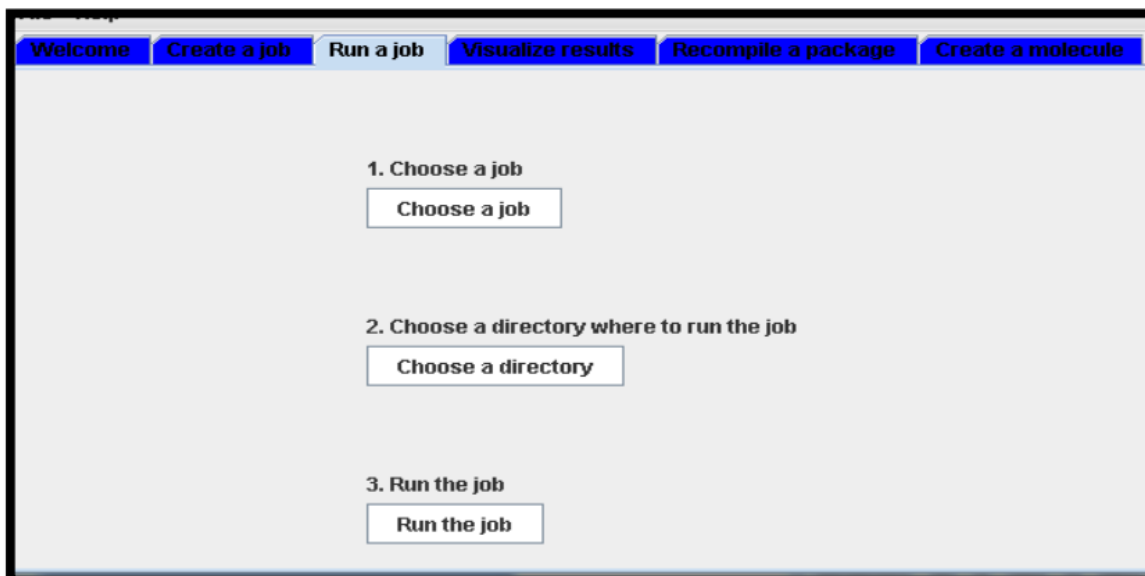 Welcome Create a job Run a job Visualize results Recompile a package Create a molecule
1. Choose a job
Choose a job
2. Choose a directory where to run the job
Choose a directory
3. Run the job
Run the job